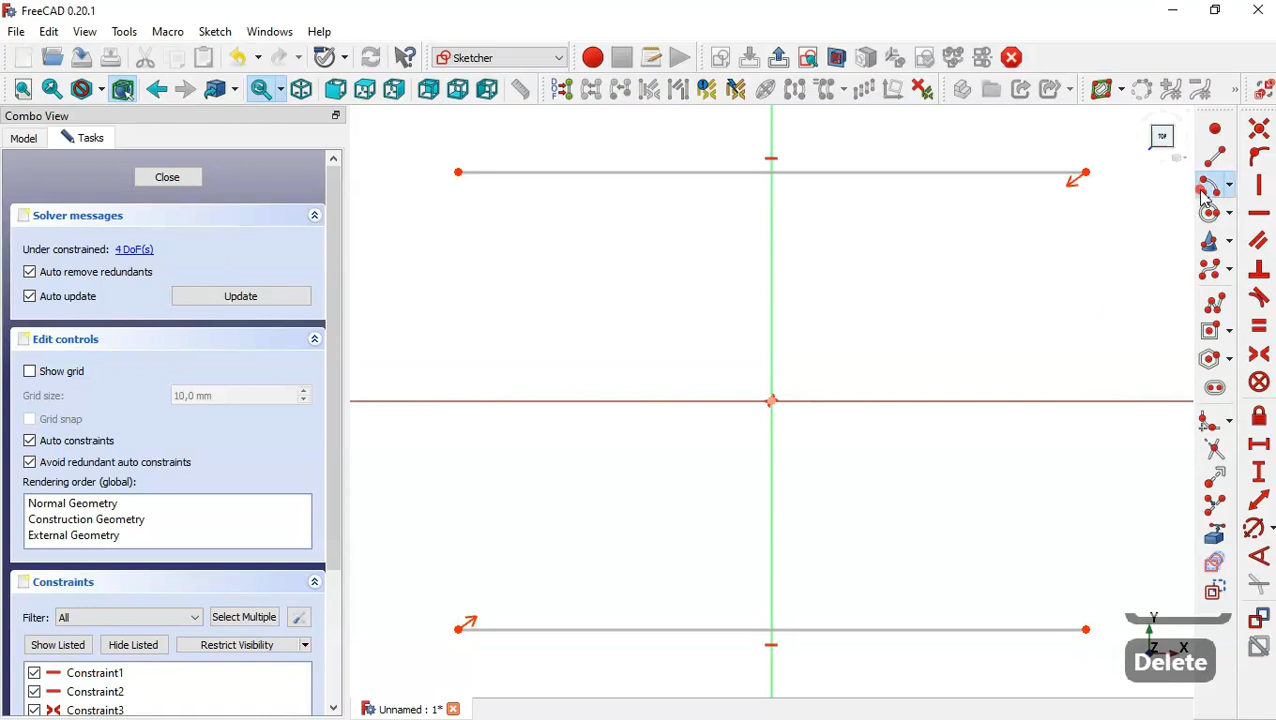 FreeCAD 0.20.1
File Edit View Tools Macro Sketch Windows Help
Sketcher
Combo View
Model Tasks
TOP
Close
Solver messages
Under constrained: 4 DoF(s)
Auto remove redundants
Auto update Update
Edit controls
Show grid
Grid size: 10,0 mm
Grid snap
Auto constraints
Avoid redundant auto constraints
Rendering order (global):
Normal Geometry
Construction Geometry
External Geometry
Constraints
Filter: All Select Multiple
Show Listed Hide Listed Restrict Visibility
Constraint1
Constraint2
Constraint3
Y
Z X
Delete
Unnamed : 1*